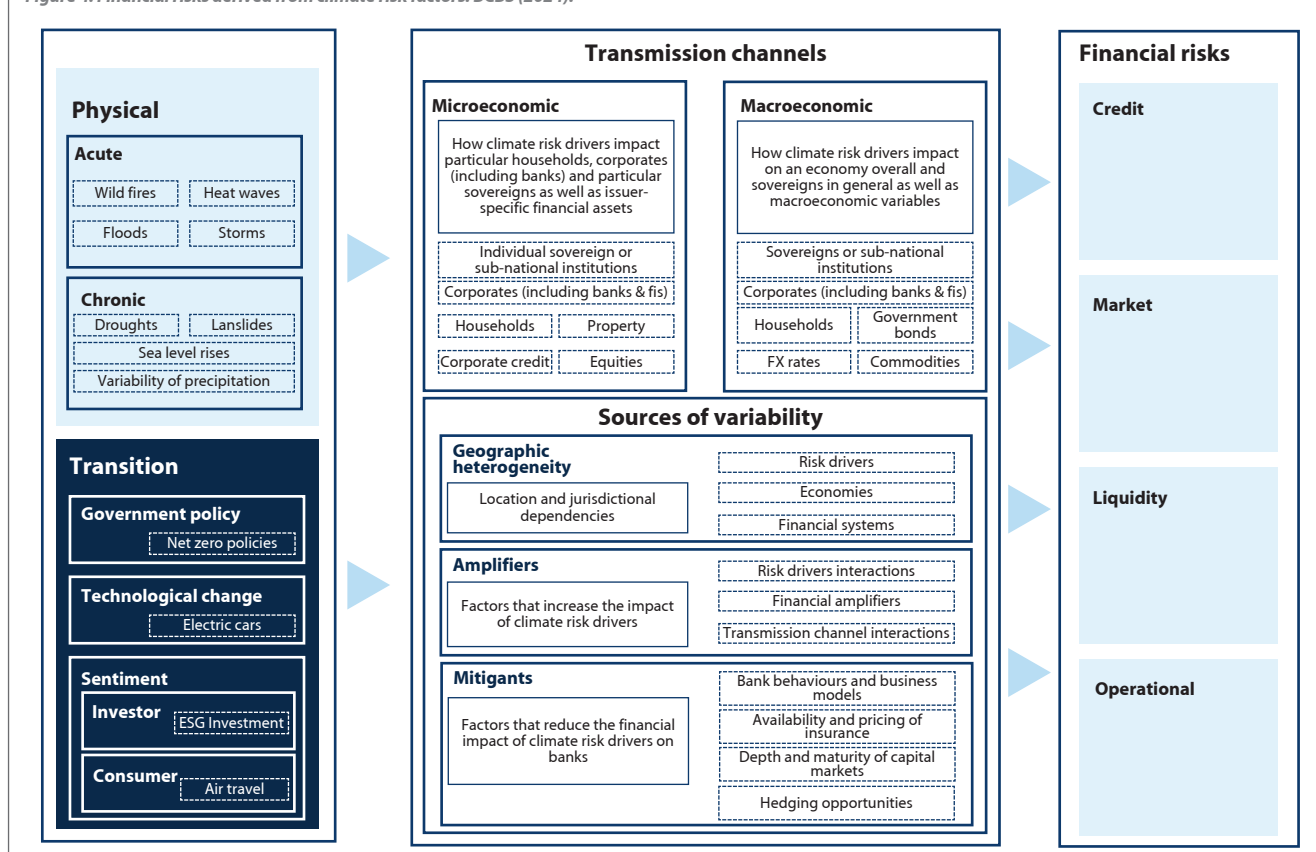 Physical
Acute
Wild fires
Heat waves
Floods
Storms
Chronic
Droughts
Lanslides
Sea level rises
Variability of precipitation
Transition
Government policy
Net zero policies
Technological change
Electric cars
Sentiment
Investor
ESG Investment
Consumer
Air travel
Transmission channels
Microeconomic
How climate risk drivers impact
particular households, corporates
(including banks) and particular
sovereigns as well as issuer-
specific financial assets
Individual sovereign or
sub-national institutions
Corporates (including banks & fis)
Households
Property
Corporate credit
Equities
Macroeconomic
How climate risk drivers impact
on an economy overall and
sovereigns in general as well as
macroeconomic variables
Sovereigns or sub-national
institutions
Corporates (including banks & fis)
Households
Government
bonds
FX rates
Commodities
Sources of variability
Geographic
heterogeneity
Location and jurisdictional
dependencies
Risk drivers
Economies
Financial systems
Amplifiers
Factors that increase the impact
of climate risk drivers
Risk drivers interactions
Financial amplifiers
Transmission channel interactions
Mitigants
Factors that reduce the financial
impact of climate risk drivers on
banks
Bank behaviours and business
models
Availability and pricing of
insurance
Depth and maturity of capital
markets
Hedging opportunities
Financial risks
Credit
Market
Liquidity
Operational